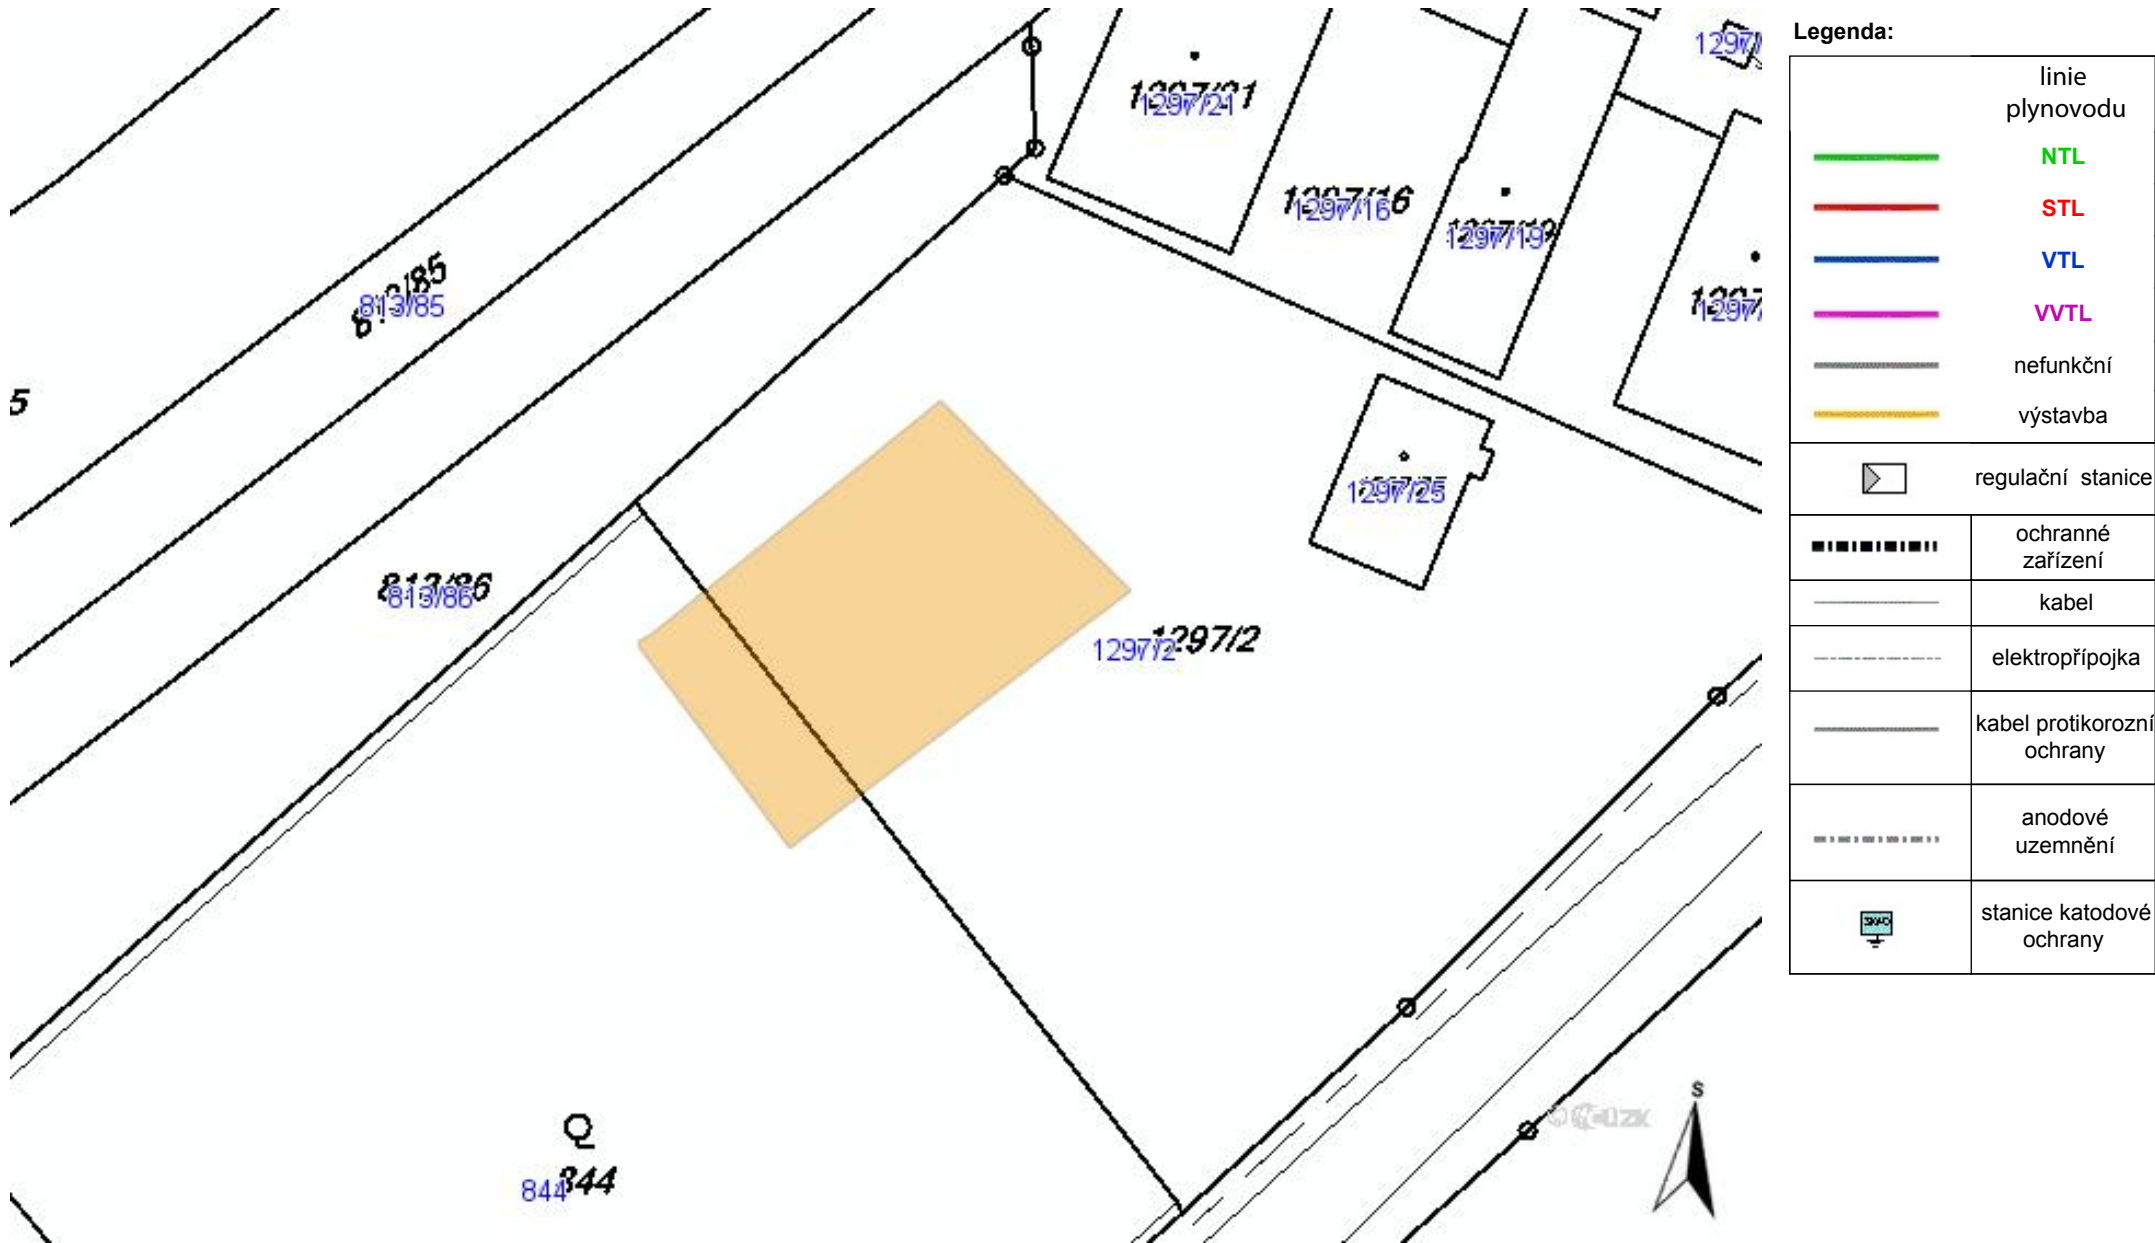 Legenda:
linie
plynovodu
NTL
STL
VTL
VVTL
nefunkční
výstavba
regulační stanice
ochranné
zařízení
kabel
elektropřípojka
kabel protikorozní
ochrany
anodové
uzemnění
stanice katodové
ochrany
1297/21
1297/21
1297/16
1297/16
1297/19
1297/19
813/85
813/85
5
1297/25
813/86
813/86
1297/2
1297/2
S
Q
844
844